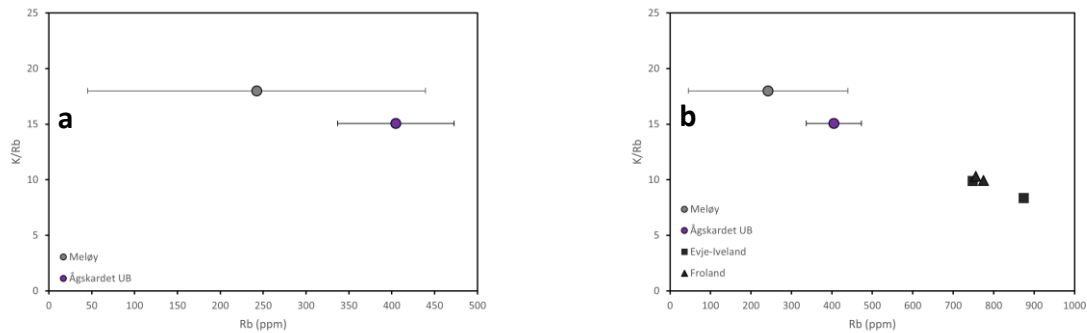 25
20
15
10
5
0
K/Rb
a
Meløy
Ågskardet UB
0 50 100 150 200 250 300 350 400 450 500
Rb (ppm)
25
20
15
10
5
0
K/Rb
b
Meløy
Ågskardet UB
Evje-Iveland
Froland
0 100 200 300 400 500 600 700 800 900 1000
Rb (ppm)